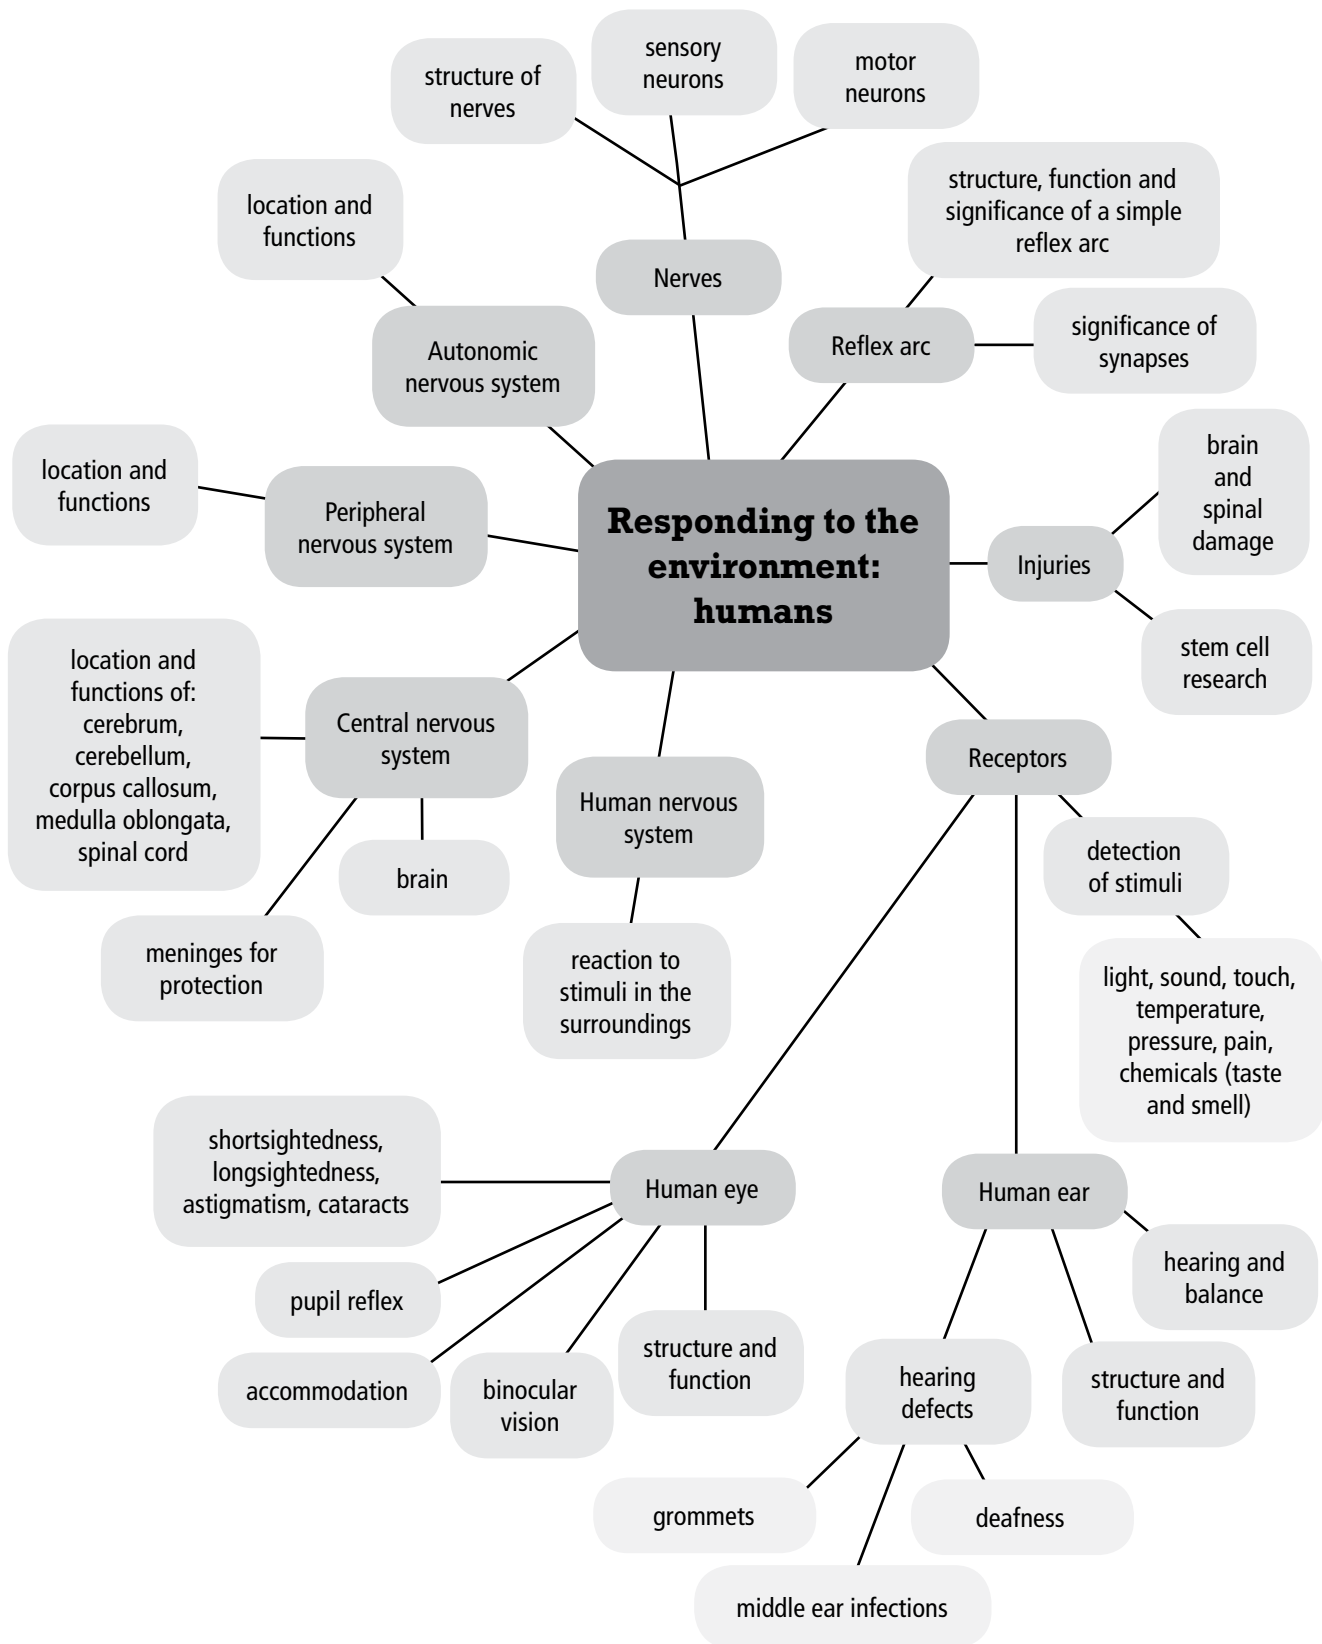 sensory
neurons
motor
neurons
structure of
nerves
structure, function and
significance of a simple
reflex arc
location and
functions
Nerves
significance of
synapses
Reflex arc
Autonomic
nervous system
brain
and
spinal
damage
location and
functions
Peripheral
nervous system
Responding to the
environment:
humans
Injuries
stem cell
research
location and
functions of:
cerebrum,
cerebellum,
corpus callosum,
medulla oblongata,
spinal cord
Central nervous
system
Receptors
Human nervous
system
detection
of stimuli
brain
meninges for
protection
reaction to
stimuli in the
surroundings
light, sound, touch,
temperature,
pressure, pain,
chemicals (taste
and smell)
shortsightedness,
longsightedness,
astigmatism, cataracts
Human eye
Human ear
hearing and
balance
pupil reflex
structure and
function
accommodation
binocular
vision
hearing
defects
structure and
function
grommets
deafness
middle ear infections